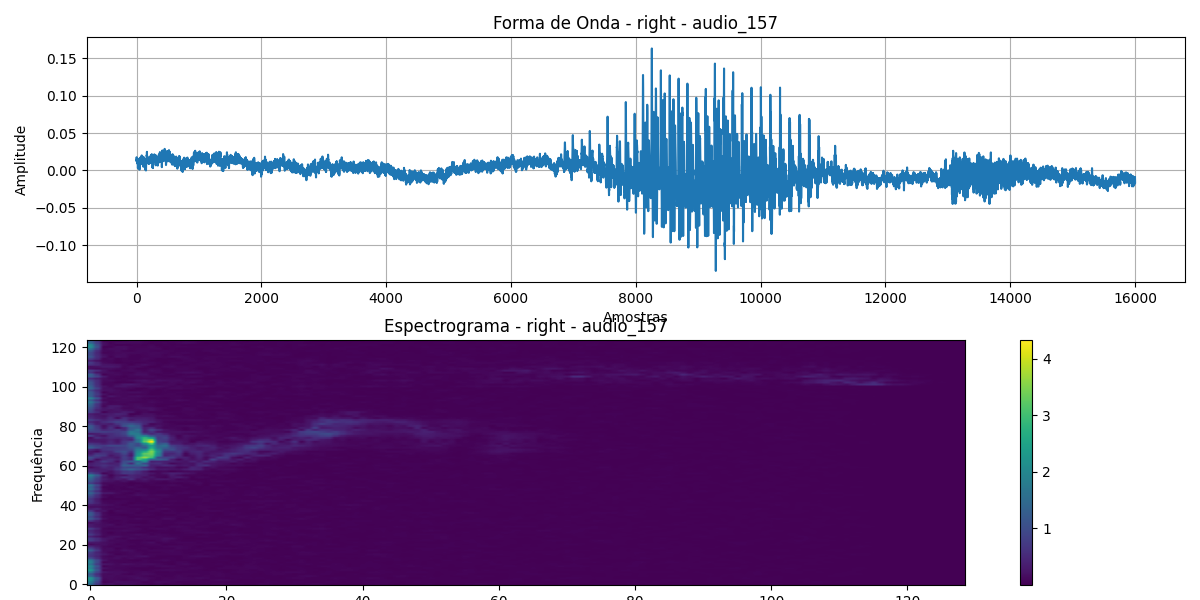 Forma de Onda - right - audio_157
0.15
0.10
0.05
0.00
−0.05
−0.10
Amplitude
0 2000 4000 6000 8000 10000 12000 14000 16000
Amostras
Espectrograma - right - audio_157
120
100
80
60
40
20
0
Frequência
4
3
2
1
0 20 40 60 80 100 120